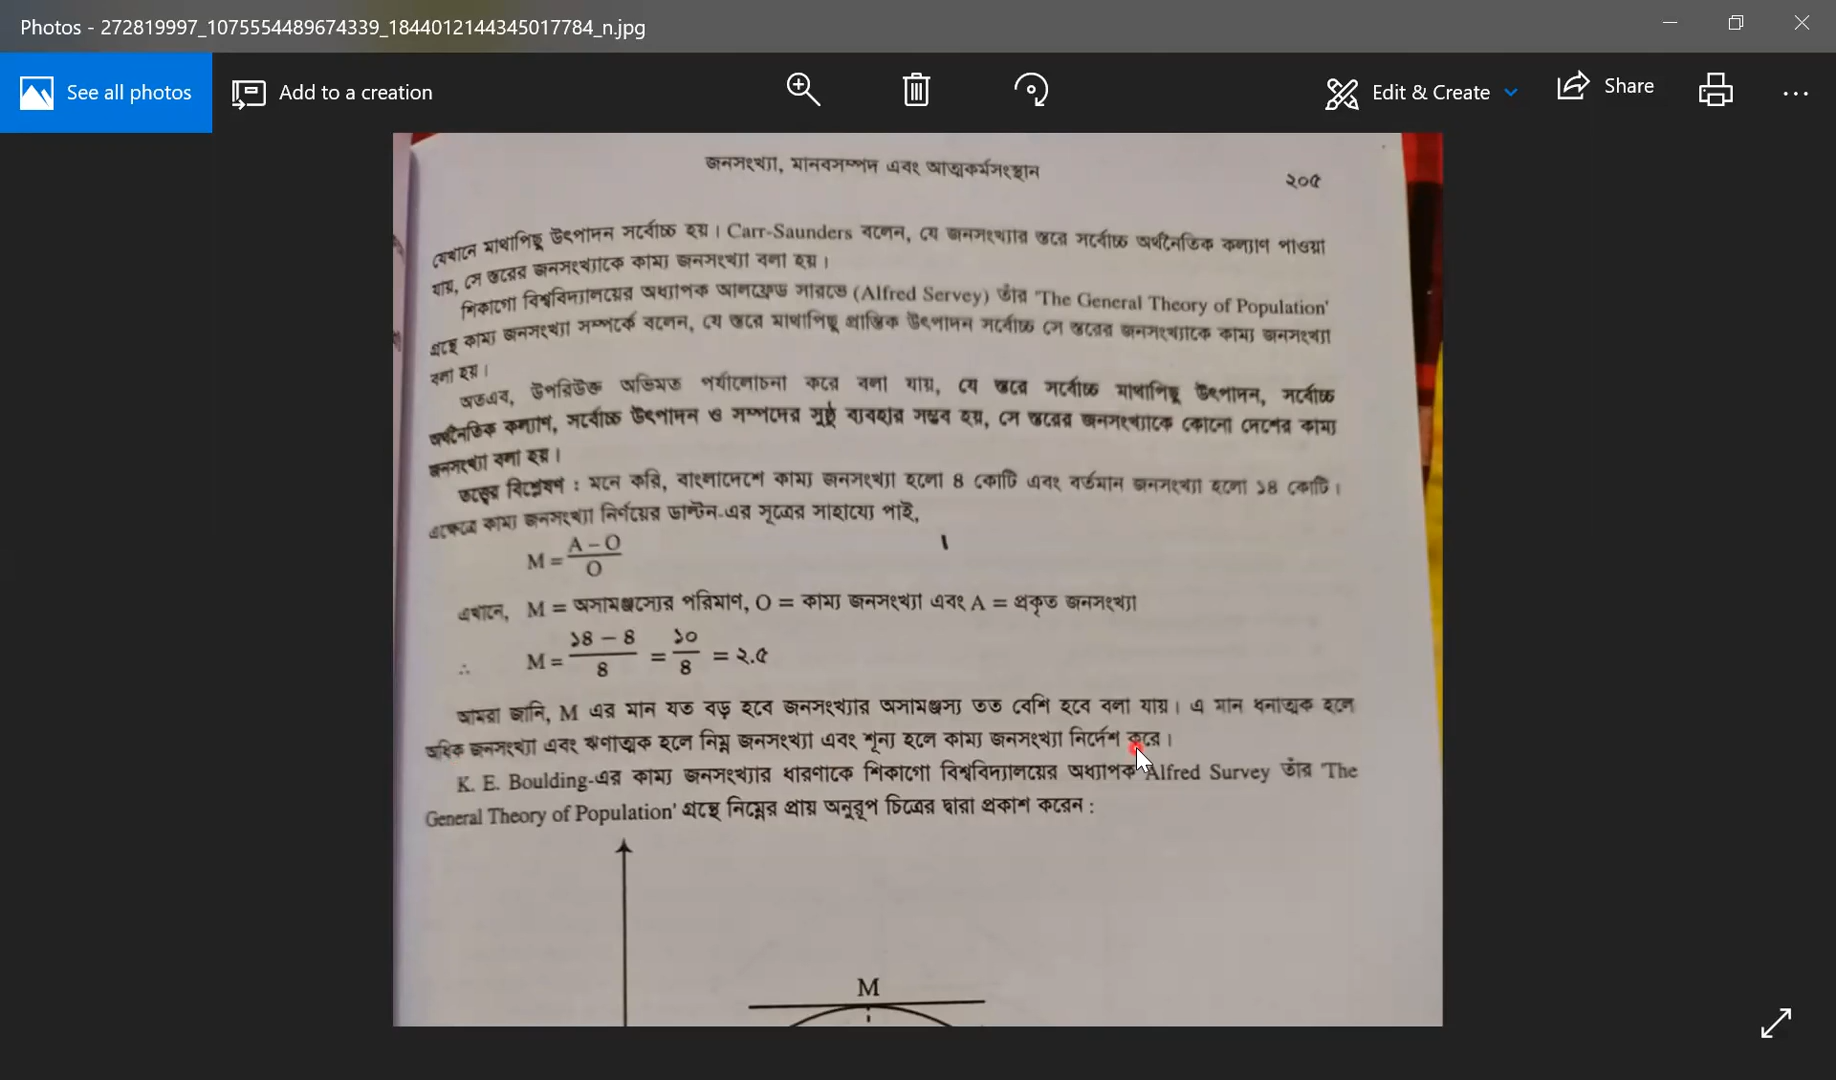 Photos - 272819997_1075554489674339_1844012144345017784_n.jpg
See all photos
Add to a creation
Edit & Create
Share
জনসংখ্যা, মানবসম্পদ এবং আত্মকর্মসংস্থান
২০৫
যেখানে মাথাপিছু উৎপাদন সর্বোচ্চ হয়। Carr-Saunders বলেন, যে জনসংখ্যার স্তরে সর্বোচ্চ অর্থনৈতিক কল্যাণ পাওয়া
যায়, সে স্তরের জনসংখ্যাকে কাম্য জনসংখ্যা বলা হয়।
শিকাগো বিশ্ববিদ্যালয়ের অধ্যাপক আলফ্রেড সারভে (Alfred Servey) তাঁর 'The General Theory of Population'
গ্রন্থে কাম্য জনসংখ্যা সম্পর্কে বলেন, যে স্তরে মাথাপিছু প্রান্তিক উৎপাদন সর্বোচ্চ সে স্তরের জনসংখ্যাকে কাম্য জনসংখ্যা
বলা হয়।
অতএব, উপরিউক্ত অভিমত পর্যালোচনা করে বলা যায়, যে স্তরে সর্বোচ্চ মাথাপিছু উৎপাদন, সর্বোচ্চ
অর্থনৈতিক কল্যাণ, সর্বোচ্চ উৎপাদন ও সম্পদের সুষ্ঠু ব্যবহার সম্ভব হয়, সে স্তরের জনসংখ্যাকে কোনো দেশের কাম্য
জনসংখ্যা বলা হয়।
তত্ত্বের বিশ্লেষণ : মনে করি, বাংলাদেশে কাম্য জনসংখ্যা হলো ৪ কোটি এবং বর্তমান জনসংখ্যা হলো ১৪ কোটি।
এক্ষেত্রে কাম্য জনসংখ্যা নির্ণয়ের ডাল্টন-এর সূত্রের সাহায্যে পাই,
M = A – O / O
এখানে, M = অসামঞ্জস্যের পরিমাণ, O = কাম্য জনসংখ্যা এবং A = প্রকৃত জনসংখ্যা
∴ M = ১৪ – ৪ / ৪ = ১০ / ৪ = ২.৫
আমরা জানি, M এর মান যত বড় হবে জনসংখ্যার অসামঞ্জস্য তত বেশি হবে বলা যায়। এ মান ধনাত্মক হলে
অধিক জনসংখ্যা এবং ঋণাত্মক হলে নিম্ন জনসংখ্যা এবং শূন্য হলে কাম্য জনসংখ্যা নির্দেশ করে।
K. E. Boulding-এর কাম্য জনসংখ্যার ধারণাকে শিকাগো বিশ্ববিদ্যালয়ের অধ্যাপক Alfred Survey তাঁর 'The
General Theory of Population' গ্রন্থে নিম্নের প্রায় অনুরূপ চিত্রের দ্বারা প্রকাশ করেন :
M